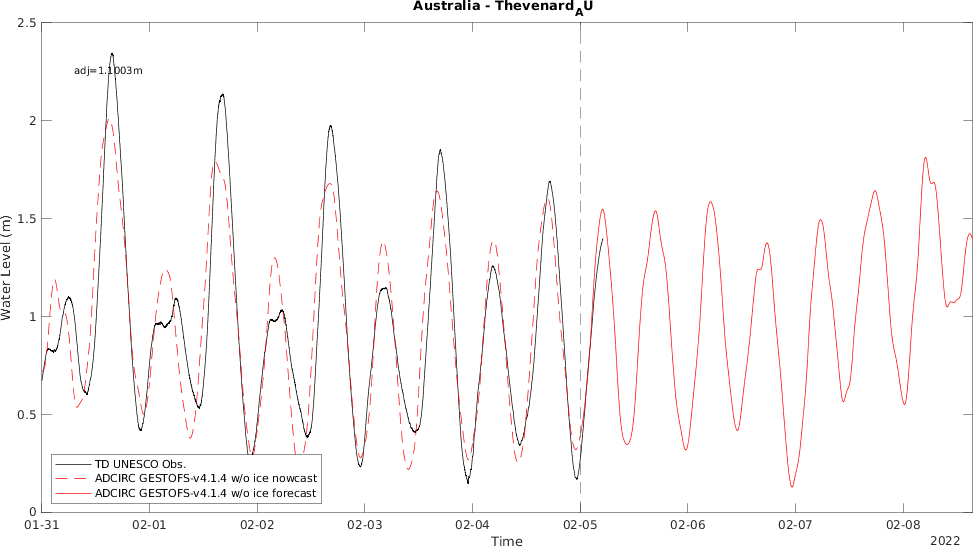 Australia - Thevenard_AU
adj=1.1003m
2.5
2
1.5
1
0.5
0
Water Level (m)
TD UNESCO Obs.
ADCIRC GESTOFS-v4.1.4 w/o ice nowcast
ADCIRC GESTOFS-v4.1.4 w/o ice forecast
01-31 02-01 02-02 02-03 02-04 02-05 02-06 02-07 02-08
Time
2022